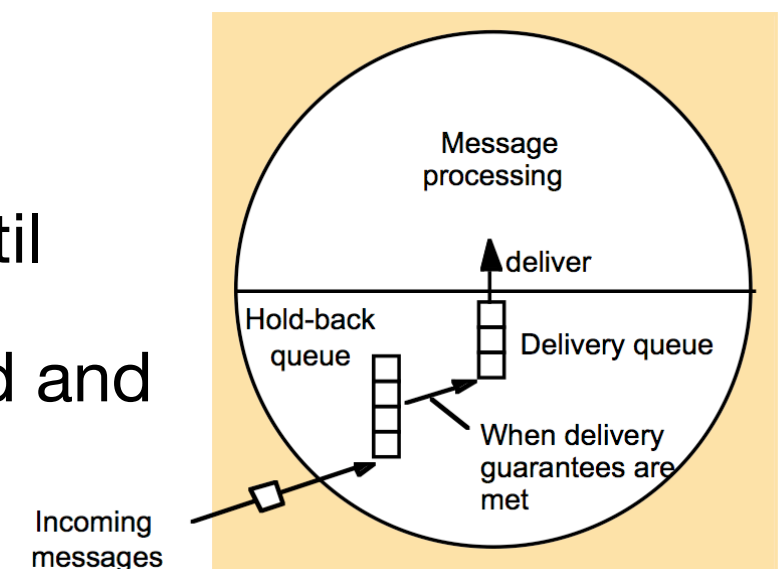 til
d and
Message
processing
deliver
Hold-back
queue
Delivery queue
When delivery
guarantees are
met
Incoming
messages